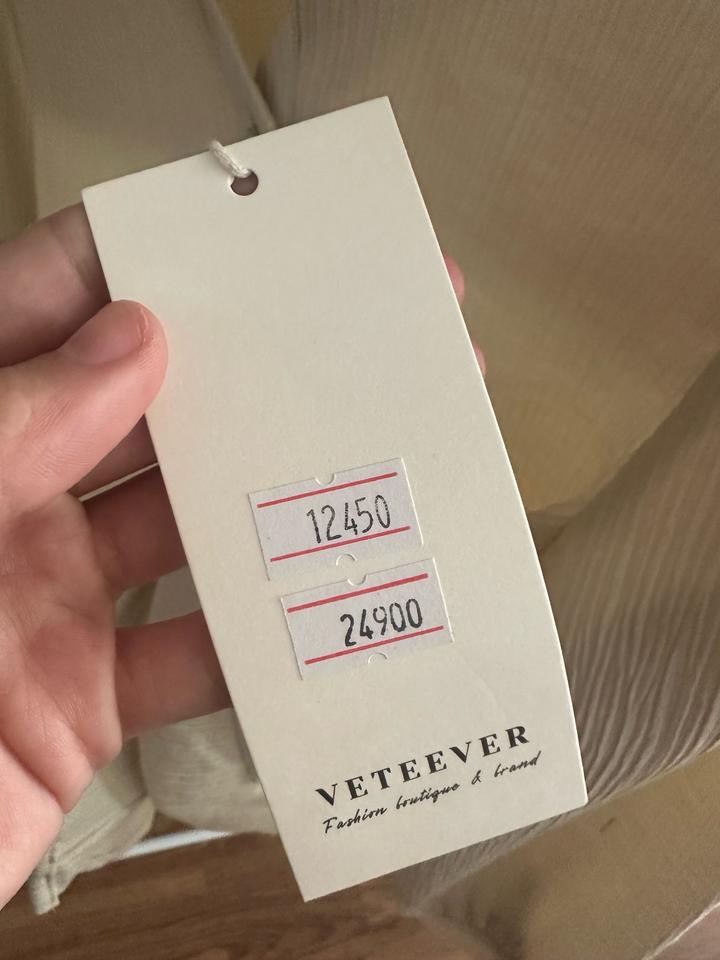 12450
24900
VETEEVER
Fashion boutique & brand